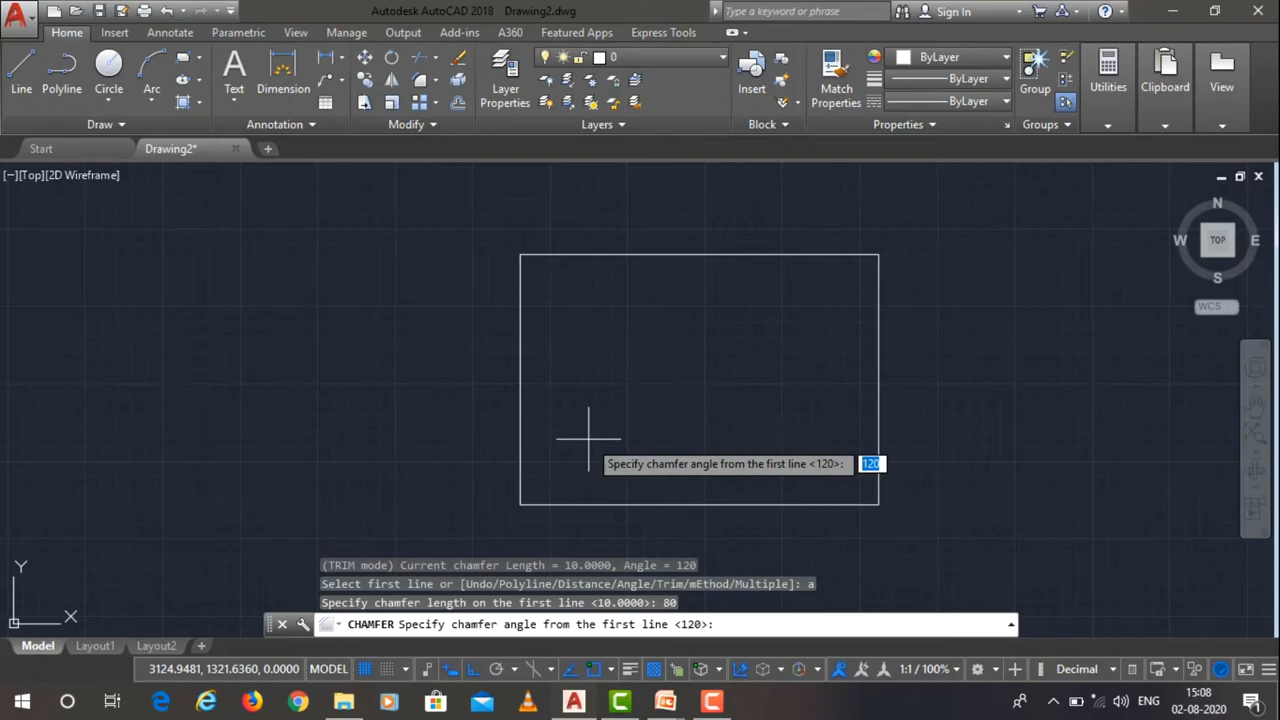 Autodesk AutoCAD 2018 Drawing2.dwg
Type a keyword or phrase
Sign In
Home Insert Annotate Parametric View Manage Output Add-ins A360 Featured Apps Express Tools
0
ByLayer
ByLayer
ByLayer
Line Polyline Circle Arc Text Dimension Layer Properties Insert Match Properties Group Utilities Clipboard View
Draw Annotation Modify Layers Block Properties Groups
Start Drawing2*
[−][Top][2D Wireframe]
N
W TOP E
S
WCS
Specify chamfer angle from the first line <120>: 120
(TRIM mode) Current chamfer Length = 10.0000, Angle = 120
Select first line or [Undo/Polyline/Distance/Angle/Trim/mEthod/Multiple]: a
Specify chamfer length on the first line <10.0000>: 80
CHAMFER Specify chamfer angle from the first line <120>:
Y
X
Model Layout1 Layout2
3124.9481, 1321.6360, 0.0000 MODEL 1:1 / 100% Decimal
ENG
15:08
02-08-2020